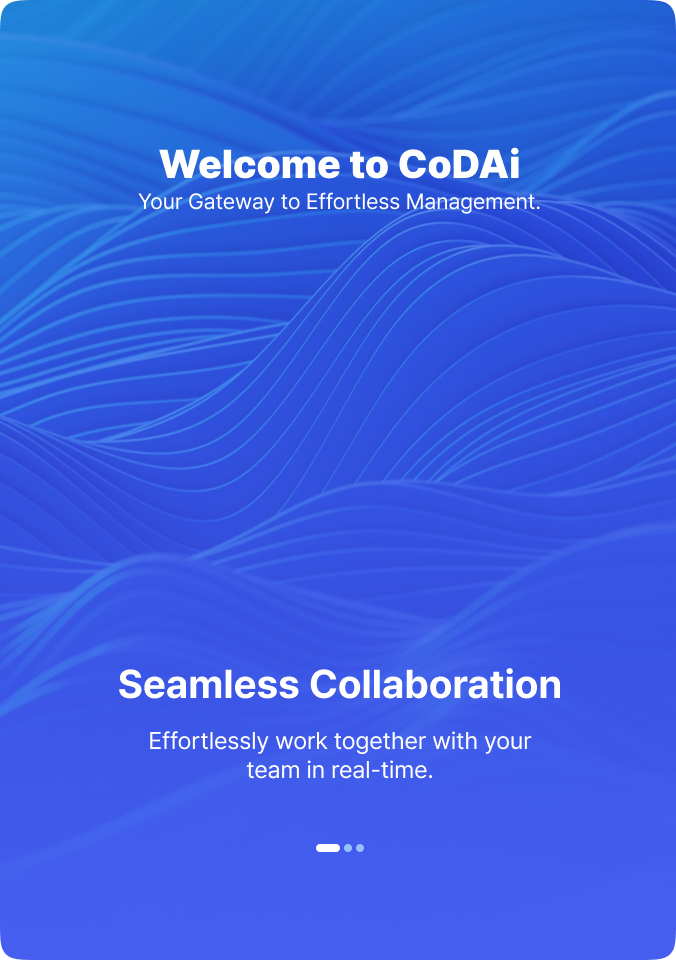 Welcome to CoDAi
Your Gateway to Effortless Management.
Seamless Collaboration
Effortlessly work together with your
team in real-time.